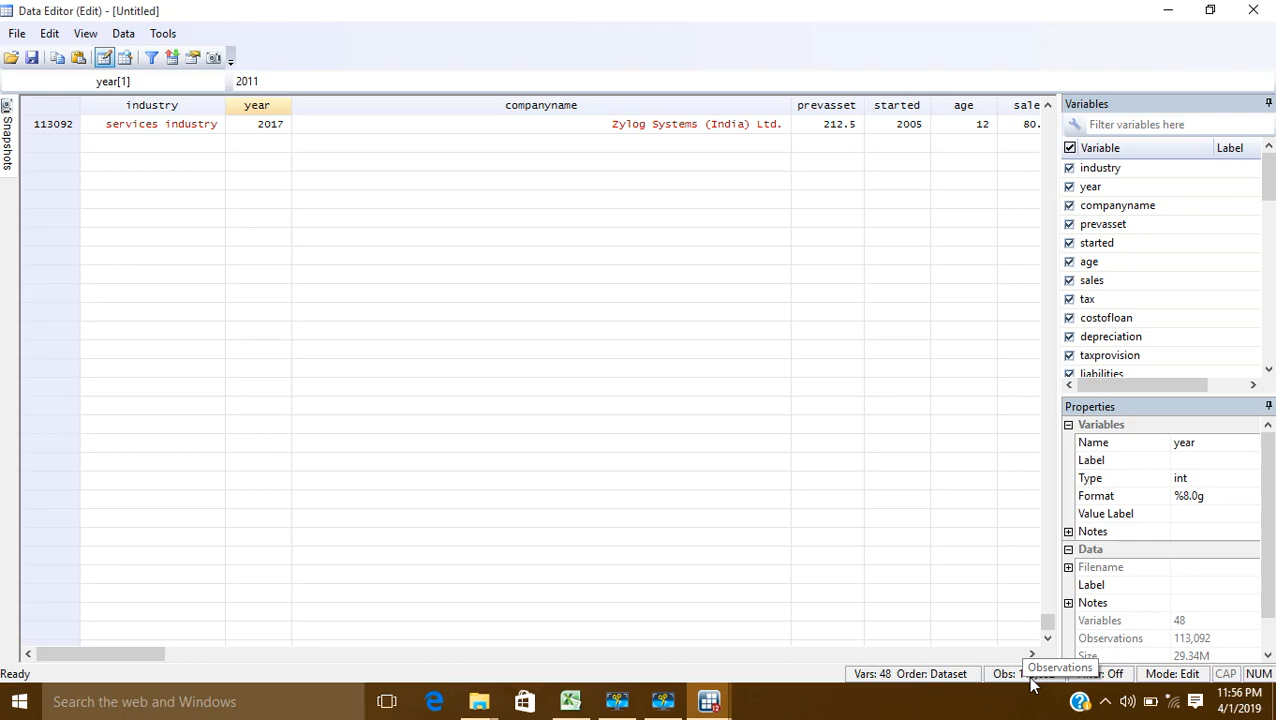 Data Editor (Edit) - [Untitled]
File Edit View Data Tools
year[1] 2011
Snapshots
industry year companyname prevasset started age sale
113092 services industry 2017 Zylog Systems (India) Ltd. 212.5 2005 12 80.
Variables
Filter variables here
Variable Label
industry
year
companyname
prevasset
started
age
sales
tax
costofloan
depreciation
taxprovision
liabilities
Properties
Variables
Name year
Label
Type int
Format %8.0g
Value Label
Notes
Data
Filename
Label
Notes
Variables 48
Observations 113,092
Size 29.34M
Observations
Ready Vars: 48 Order: Dataset Obs: Off Mode: Edit CAP NUM
Search the web and Windows
11:56 PM
4/1/2019